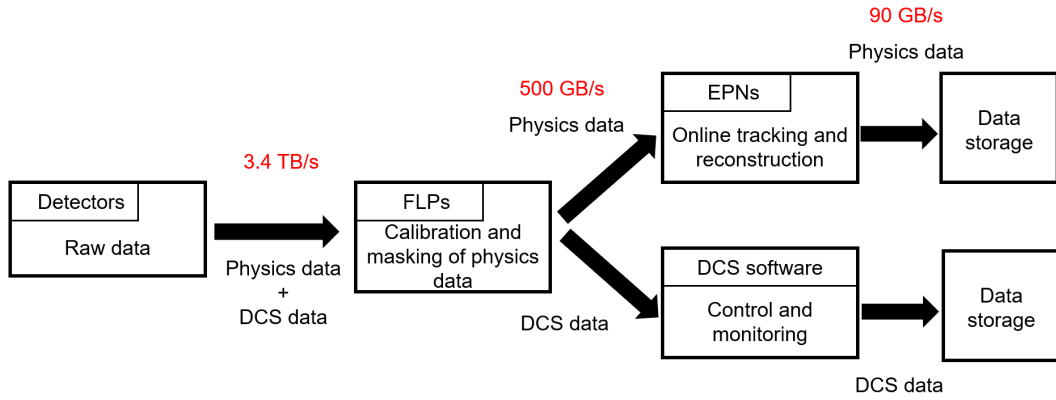 Detectors
Raw data
3.4 TB/s
Physics data
+
DCS data
FLPs
Calibration and
masking of physics
data
500 GB/s
Physics data
DCS data
EPNs
Online tracking and
reconstruction
90 GB/s
Physics data
Data
storage
DCS software
Control and
monitoring
DCS data
Data
storage